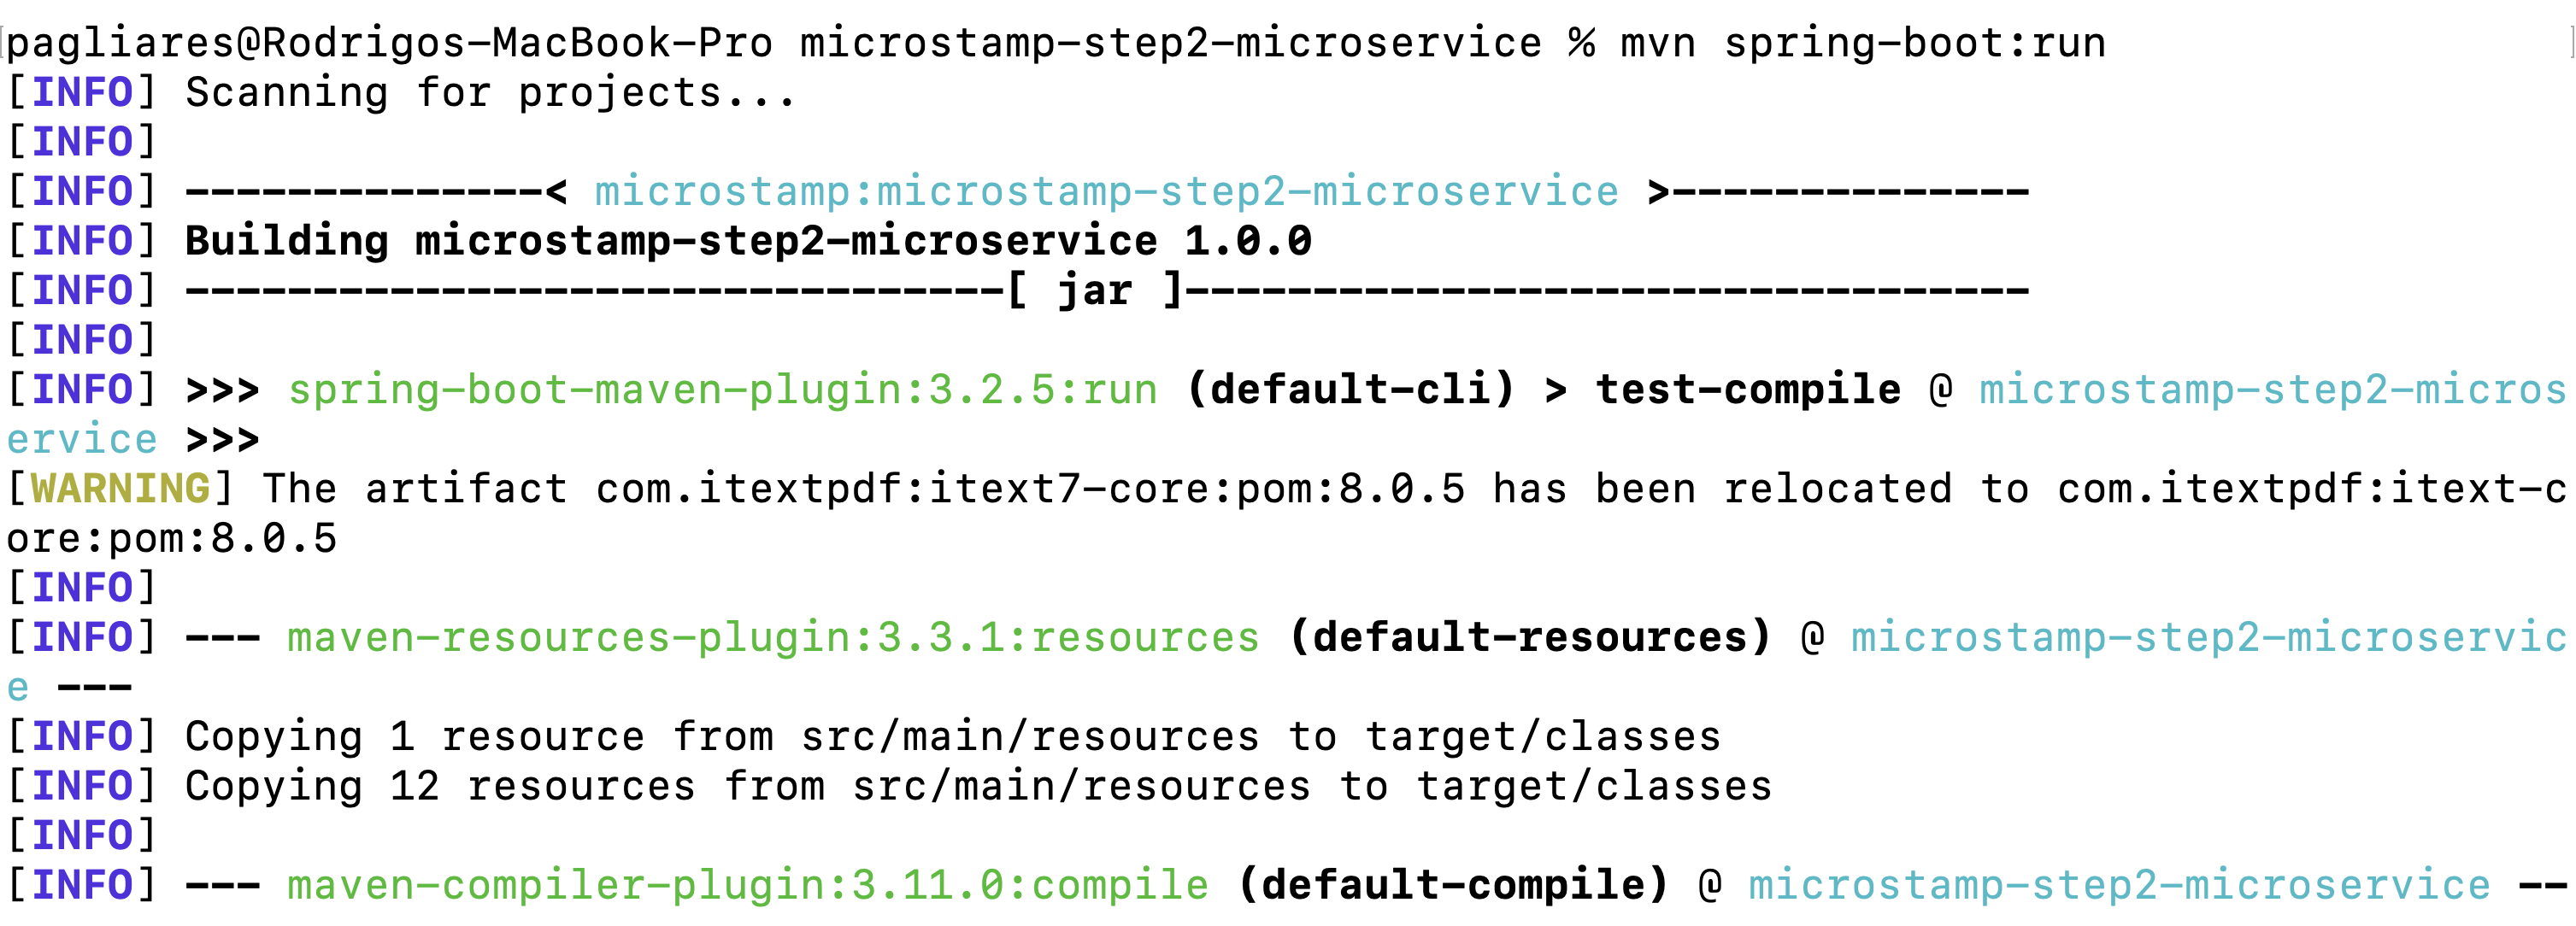 pagliares@Rodrigos-MacBook-Pro microstamp-step2-microservice % mvn spring-boot:run
[INFO] Scanning for projects...
[INFO]
[INFO] --------------< microstamp:microstamp-step2-microservice >--------------
[INFO] Building microstamp-step2-microservice 1.0.0
[INFO] --------------------------------[ jar ]---------------------------------
[INFO]
[INFO] >>> spring-boot-maven-plugin:3.2.5:run (default-cli) > test-compile @ microstamp-step2-micros
ervice >>>
[WARNING] The artifact com.itextpdf:itext7-core:pom:8.0.5 has been relocated to com.itextpdf:itext-c
ore:pom:8.0.5
[INFO]
[INFO] --- maven-resources-plugin:3.3.1:resources (default-resources) @ microstamp-step2-microservic
e ---
[INFO] Copying 1 resource from src/main/resources to target/classes
[INFO] Copying 12 resources from src/main/resources to target/classes
[INFO]
[INFO] --- maven-compiler-plugin:3.11.0:compile (default-compile) @ microstamp-step2-microservice --